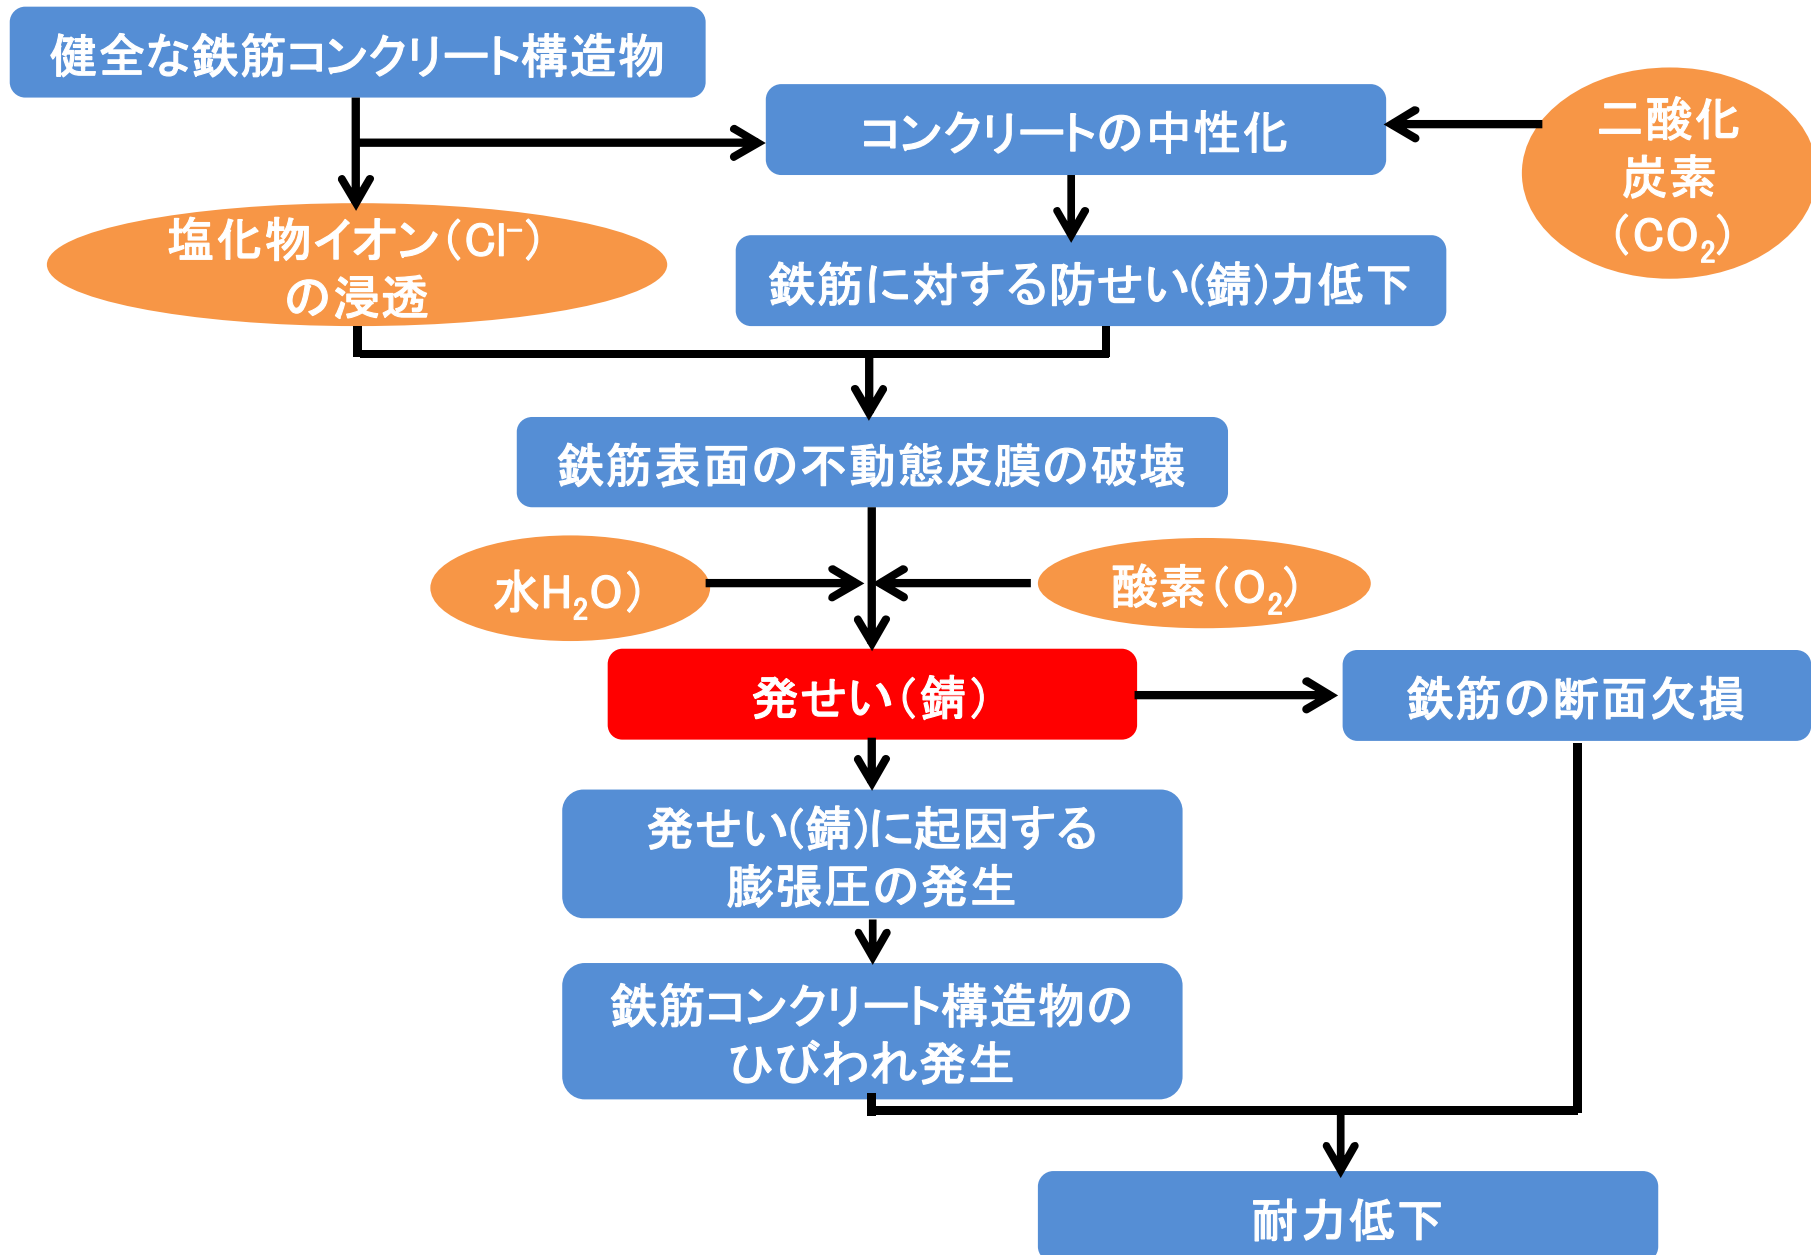 健全な鉄筋コンクリート構造物
コンクリートの中性化
二酸化
炭素
(CO₂)
塩化物イオン(Cl⁻)
の浸透
鉄筋に対する防せい(錆)力低下
鉄筋表面の不動態皮膜の破壊
水H₂O)
酸素(O₂)
発せい(錆)
鉄筋の断面欠損
発せい(錆)に起因する
膨張圧の発生
鉄筋コンクリート構造物の
ひびわれ発生
耐力低下